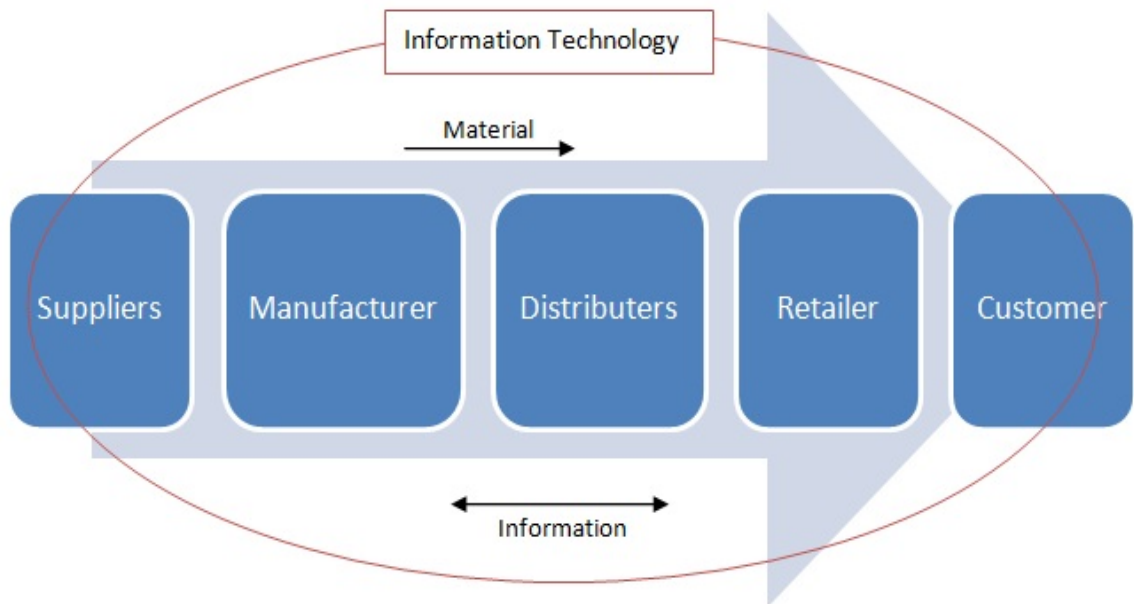 Information Technology
Material
Suppliers
Manufacturer
Distributers
Retailer
Customer
Information